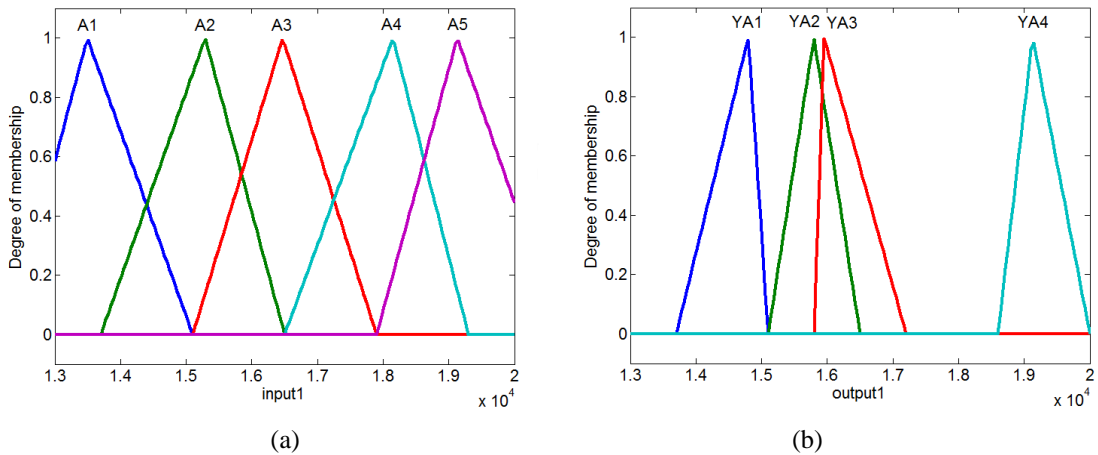 A1 A2 A3 A4 A5
1
0.8
0.6
0.4
0.2
0
Degree of membership
1.3 1.4 1.5 1.6 1.7 1.8 1.9 2
input1
x 10^4
(a)
YA1 YA2 YA3 YA4
1
0.8
0.6
0.4
0.2
0
Degree of membership
1.3 1.4 1.5 1.6 1.7 1.8 1.9 2
output1
x 10^4
(b)